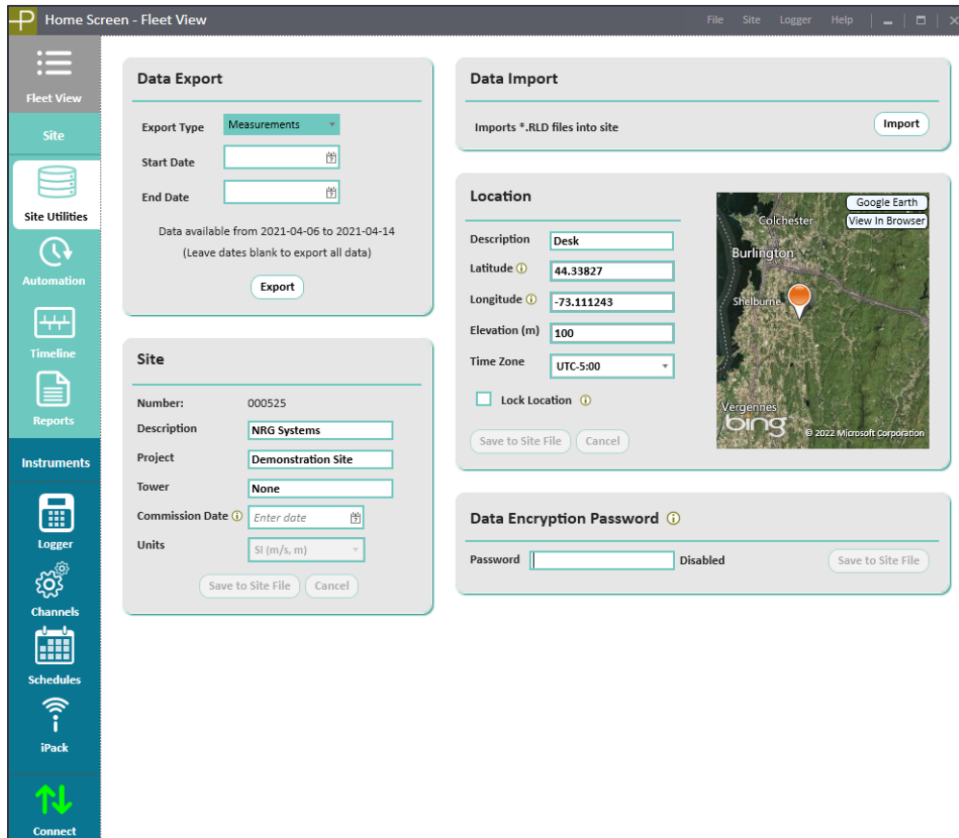 Home Screen - Fleet View
File Site Logger Help
Fleet View
Site
Site Utilities
Automation
Timeline
Reports
Instruments
Logger
Channels
Schedules
iPack
Connect
Data Export
Export Type Measurements
Start Date
End Date
Data available from 2021-04-06 to 2021-04-14
(Leave dates blank to export all data)
Export
Site
Number: 000525
Description NRG Systems
Project Demonstration Site
Tower None
Commission Date Enter date
Units SI (m/s, m)
Save to Site File Cancel
Data Import
Imports *.RLD files into site Import
Location
Description Desk
Latitude 44.33827
Longitude -73.111243
Elevation (m) 100
Time Zone UTC-5:00
Lock Location
Save to Site File Cancel
Google Earth
View In Browser
Colchester
Burlington
Shelburne
Vergennes
bing
© 2022 Microsoft Corporation
Data Encryption Password
Password Disabled Save to Site File